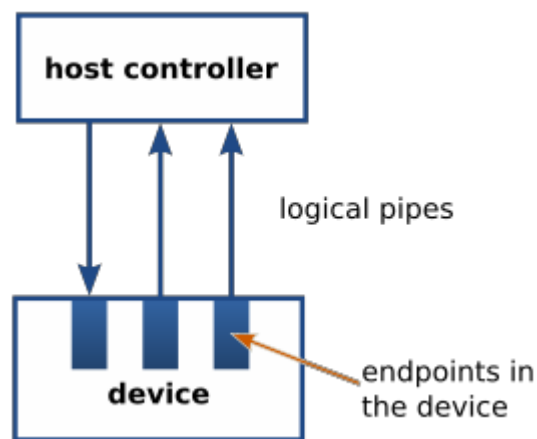 host controller
logical pipes
endpoints in
the device
device